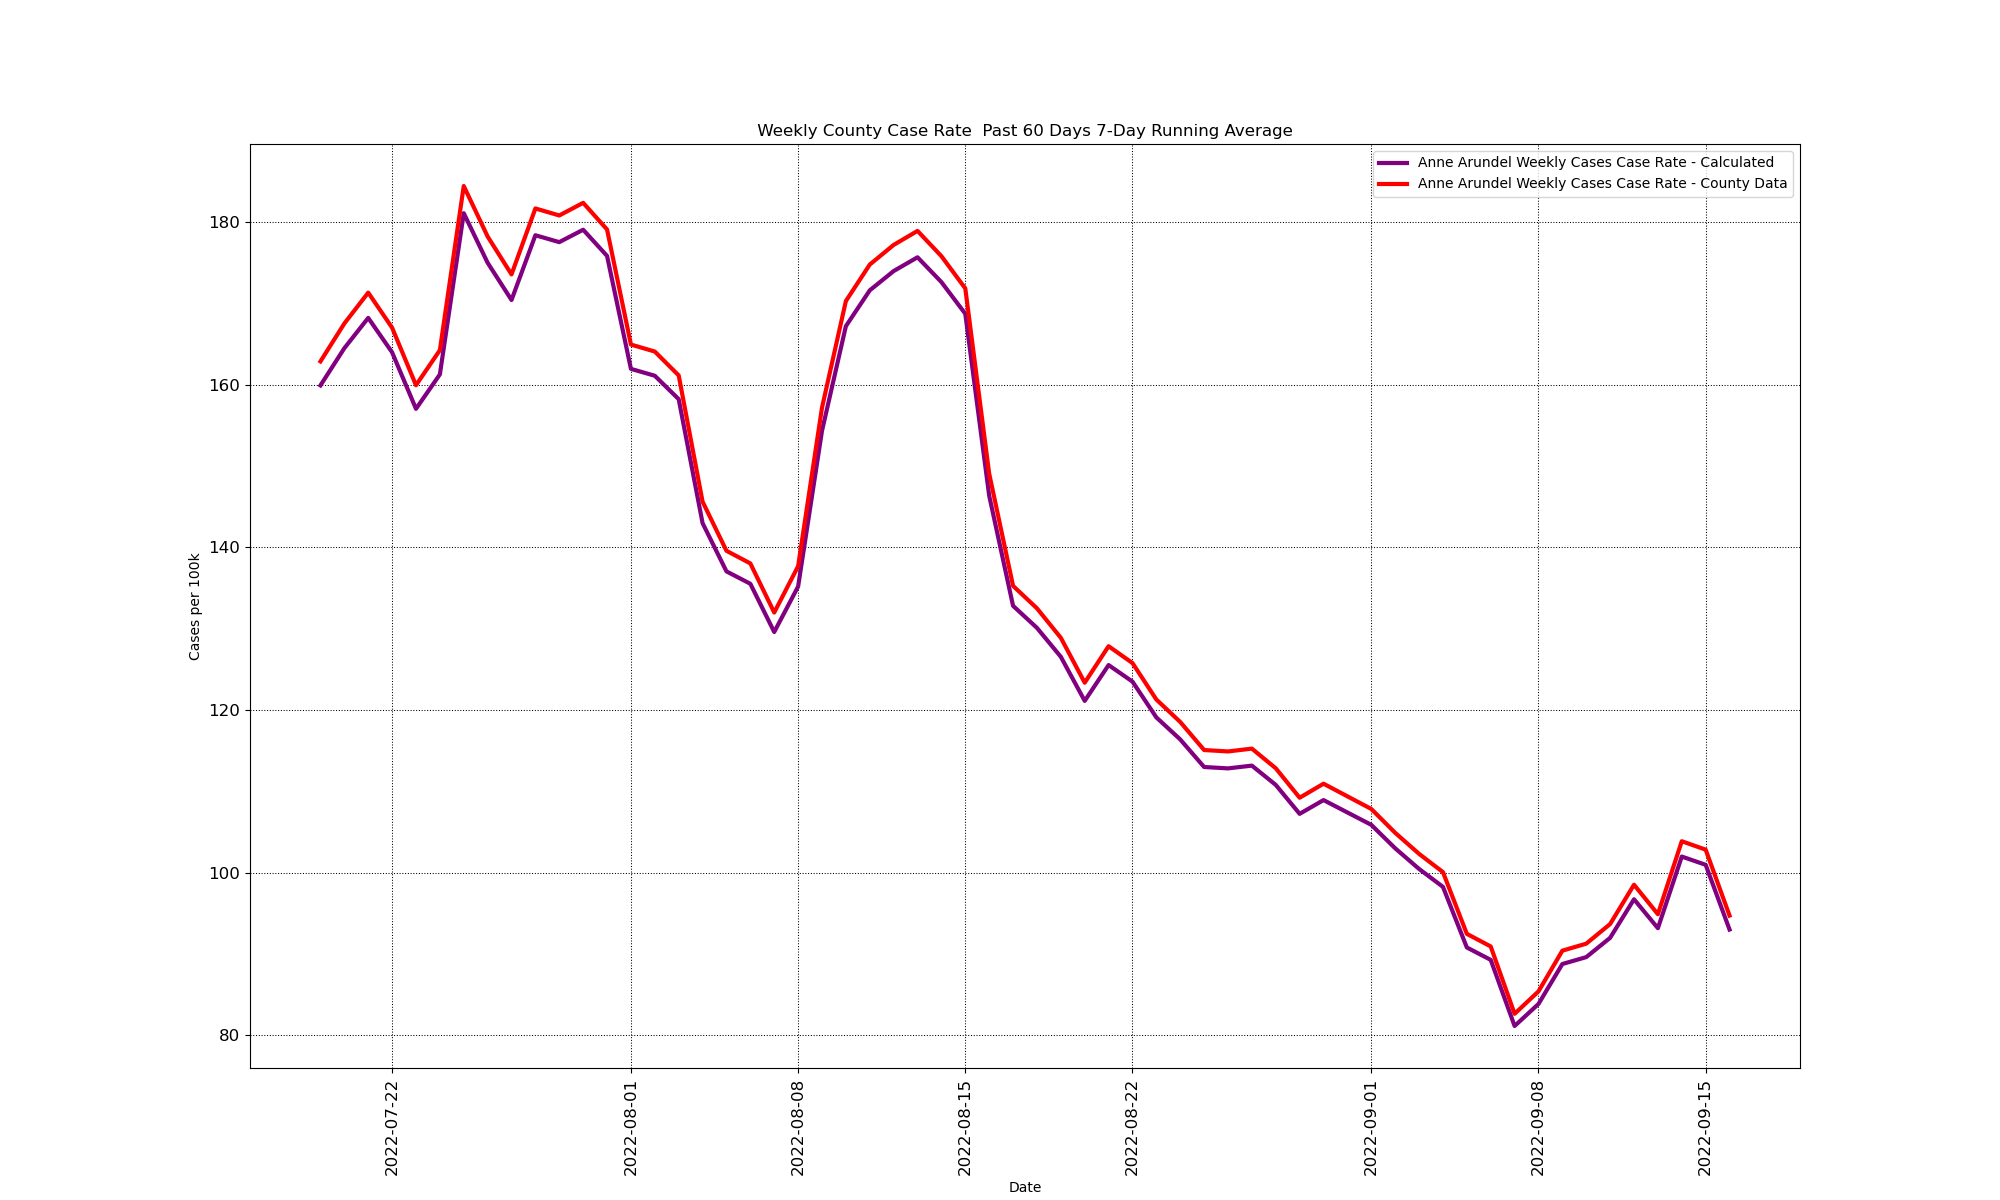 Weekly County Case Rate  Past 60 Days 7-Day Running Average
Anne Arundel Weekly Cases Case Rate - Calculated
Anne Arundel Weekly Cases Case Rate - County Data
180
160
140
120
100
80
Cases per 100k
2022-07-22
2022-08-01
2022-08-08
2022-08-15
2022-08-22
2022-09-01
2022-09-08
2022-09-15
Date